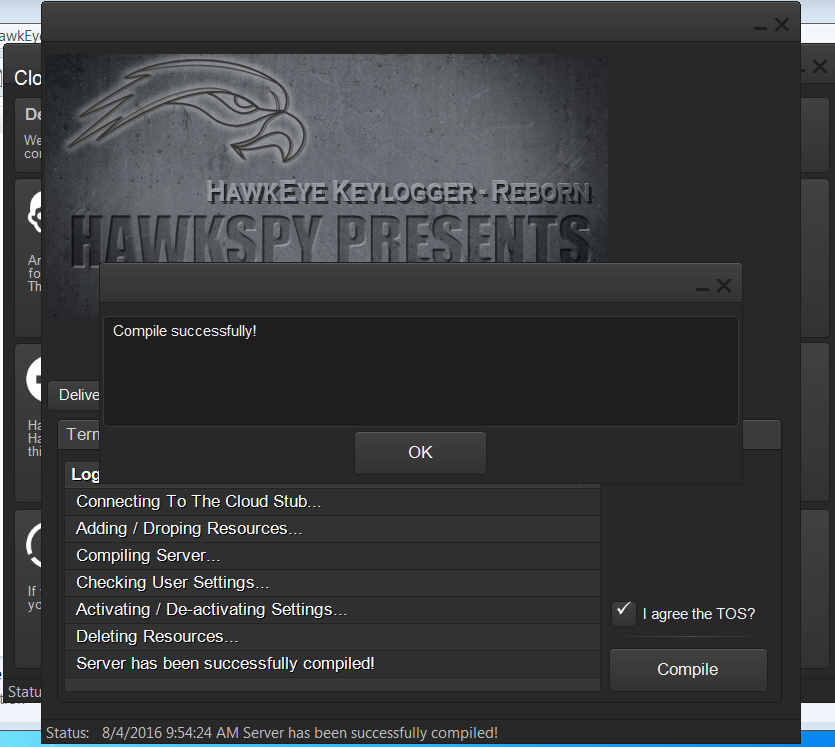 awkEye
Clo
De
We
con
HAWKEYE KEYLOGGER - REBORN
HAWKSPY PRESENTS
An
fo
Th
Compile successfully!
OK
Delive
Ha
Ha
thi
Tern
Log
Connecting To The Cloud Stub...
Adding / Droping Resources...
Compiling Server...
Checking User Settings...
Activating / De-activating Settings...
Deleting Resources...
Server has been successfully compiled!
If
yo
I agree the TOS?
Compile
Statu
Status: 8/4/2016 9:54:24 AM Server has been successfully compiled!